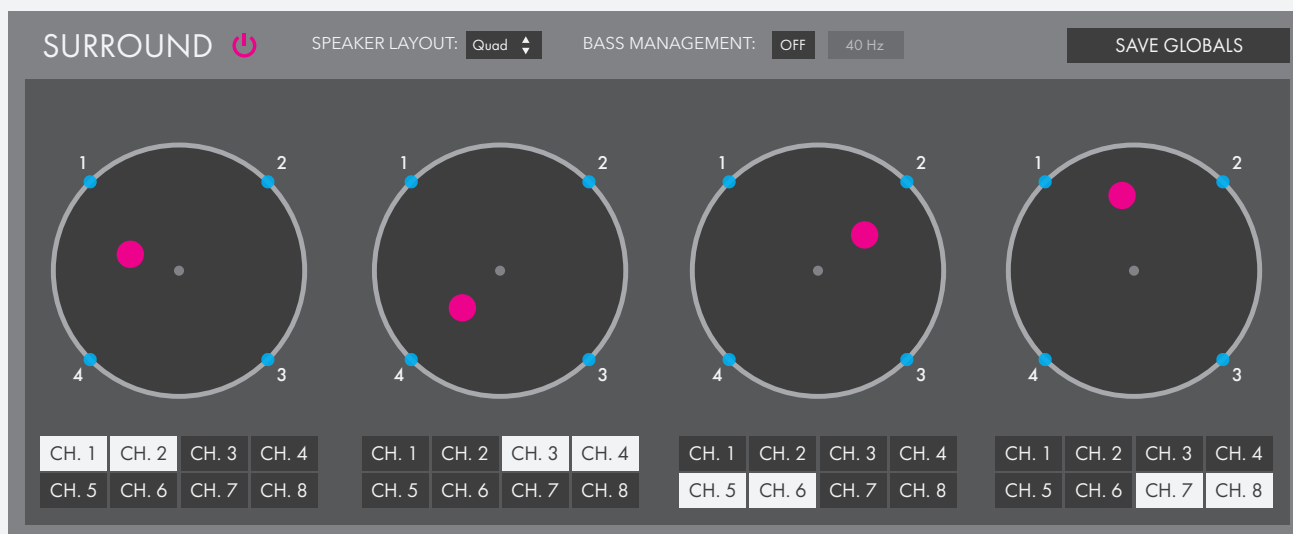 SURROUND SPEAKER LAYOUT: Quad BASS MANAGEMENT: OFF 40 Hz SAVE GLOBALS
1 2 1 2 1 2 1 2
4 3 4 3 4 3 4 3
CH. 1 CH. 2 CH. 3 CH. 4 CH. 1 CH. 2 CH. 3 CH. 4 CH. 1 CH. 2 CH. 3 CH. 4 CH. 1 CH. 2 CH. 3 CH. 4
CH. 5 CH. 6 CH. 7 CH. 8 CH. 5 CH. 6 CH. 7 CH. 8 CH. 5 CH. 6 CH. 7 CH. 8 CH. 5 CH. 6 CH. 7 CH. 8